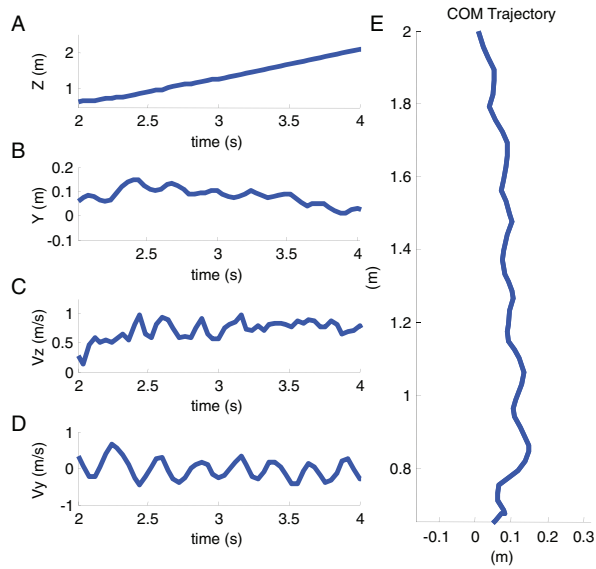 A
Z (m)
2
1
2 2.5 3 3.5 4
time (s)
B
Y (m)
0.2
0.1
0
-0.1
2.5 3 3.5 4
time (s)
C
Vz (m/s)
1
0.5
0
2 2.5 3 3.5 4
time (s)
D
Vy (m/s)
1
0
-1
2 2.5 3 3.5 4
time (s)
E
COM Trajectory
(m)
2
1.8
1.6
1.4
1.2
1
0.8
-0.1 0 0.1 0.2 0.3
(m)